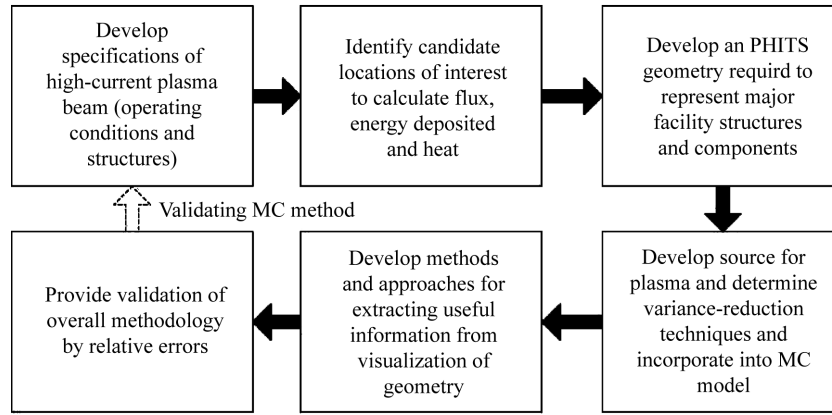 Develop
specifications of
high-current plasma
beam (operating
conditions and
structures)
Identify candidate
locations of interest
to calculate flux,
energy deposited
and heat
Develop an PHITS
geometry requird to
represent major
facility structures
and components
Develop source for
plasma and determine
variance-reduction
techniques and
incorporate into MC
model
Develop methods
and approaches for
extracting useful
information from
visualization of
geometry
Provide validation of
overall methodology
by relative errors
Validating MC method